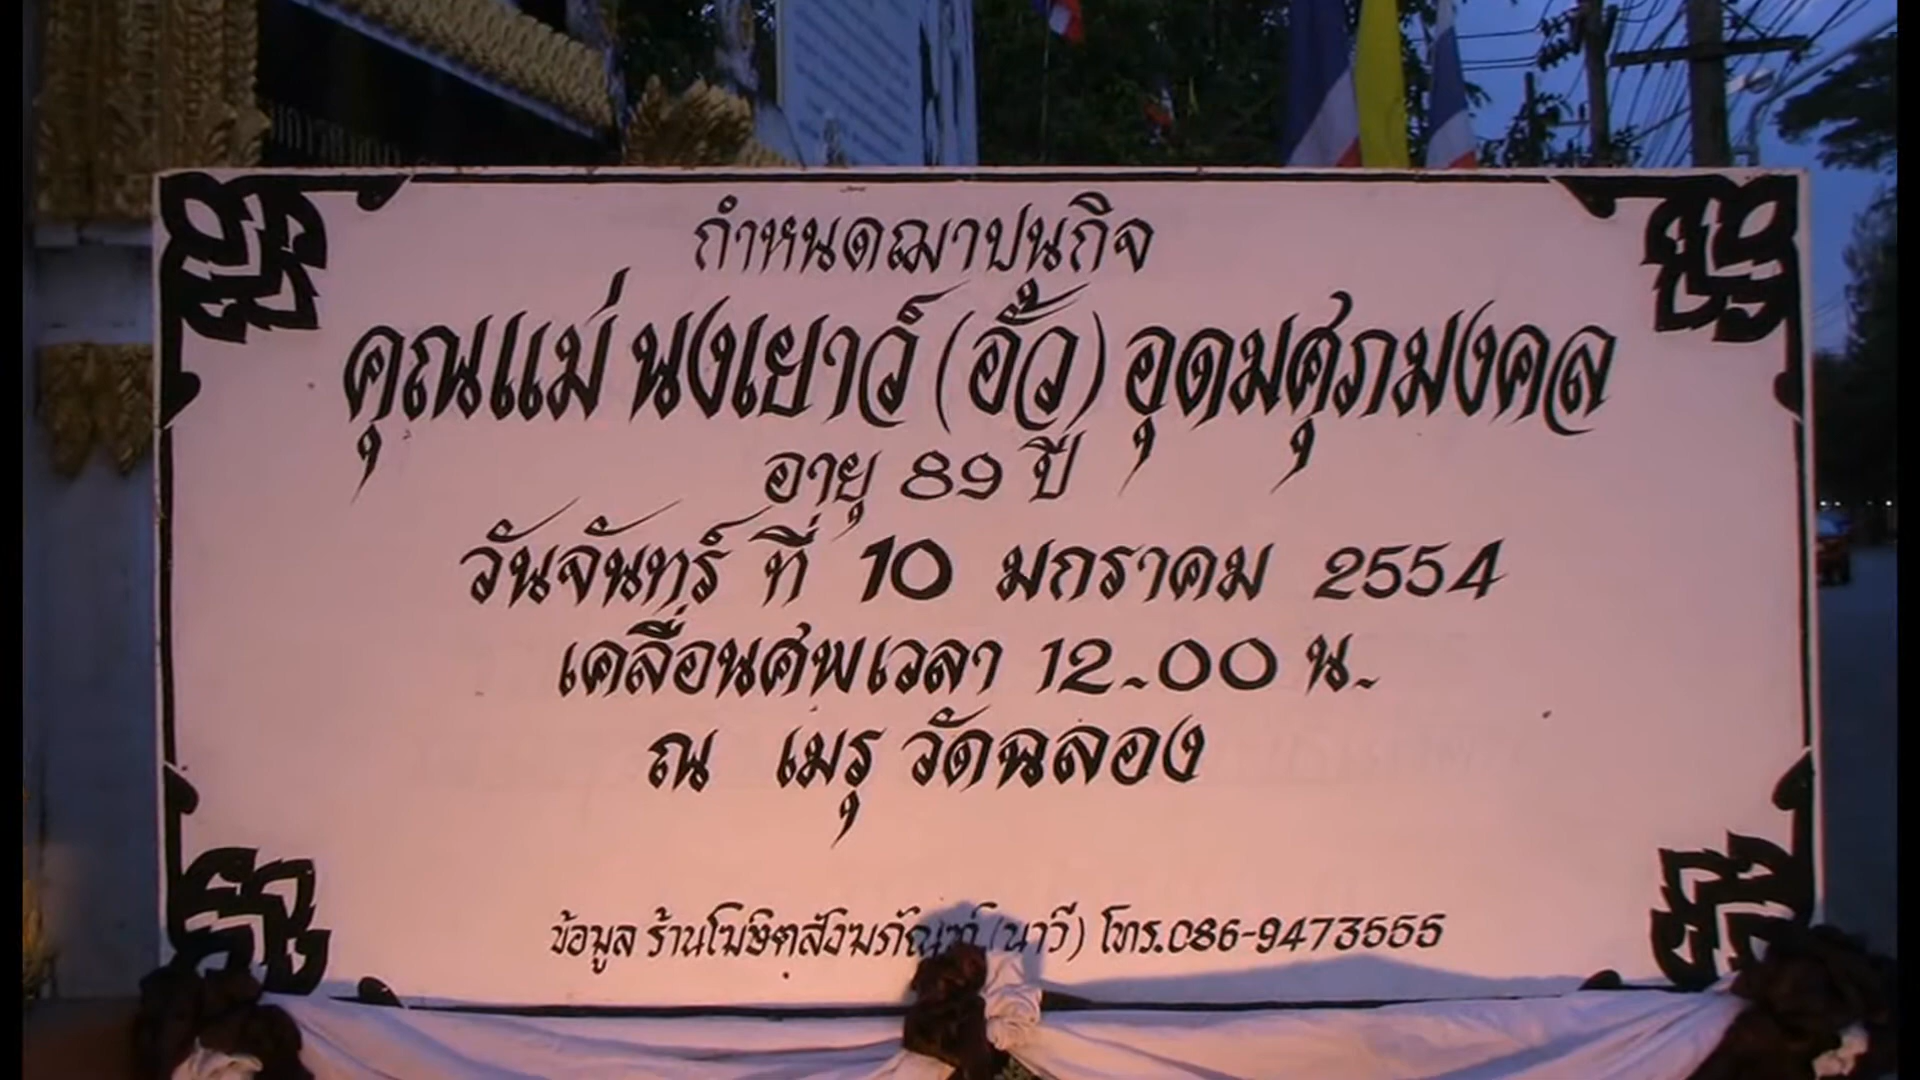 กำหนดฌาปนกิจ
คุณแม่ นงเยาว์ (อั้ว) อุดมศุภมงคล
อายุ 89 ปี
วันจันทร์ ที่ 10 มกราคม 2554
เคลื่อนศพเวลา 12.00 น.
ณ เมรุ วัดฉลอง
ข้อมูล ร้านโฆษิตสังฆภัณฑ์ (นาวี) โทร.086-9473555